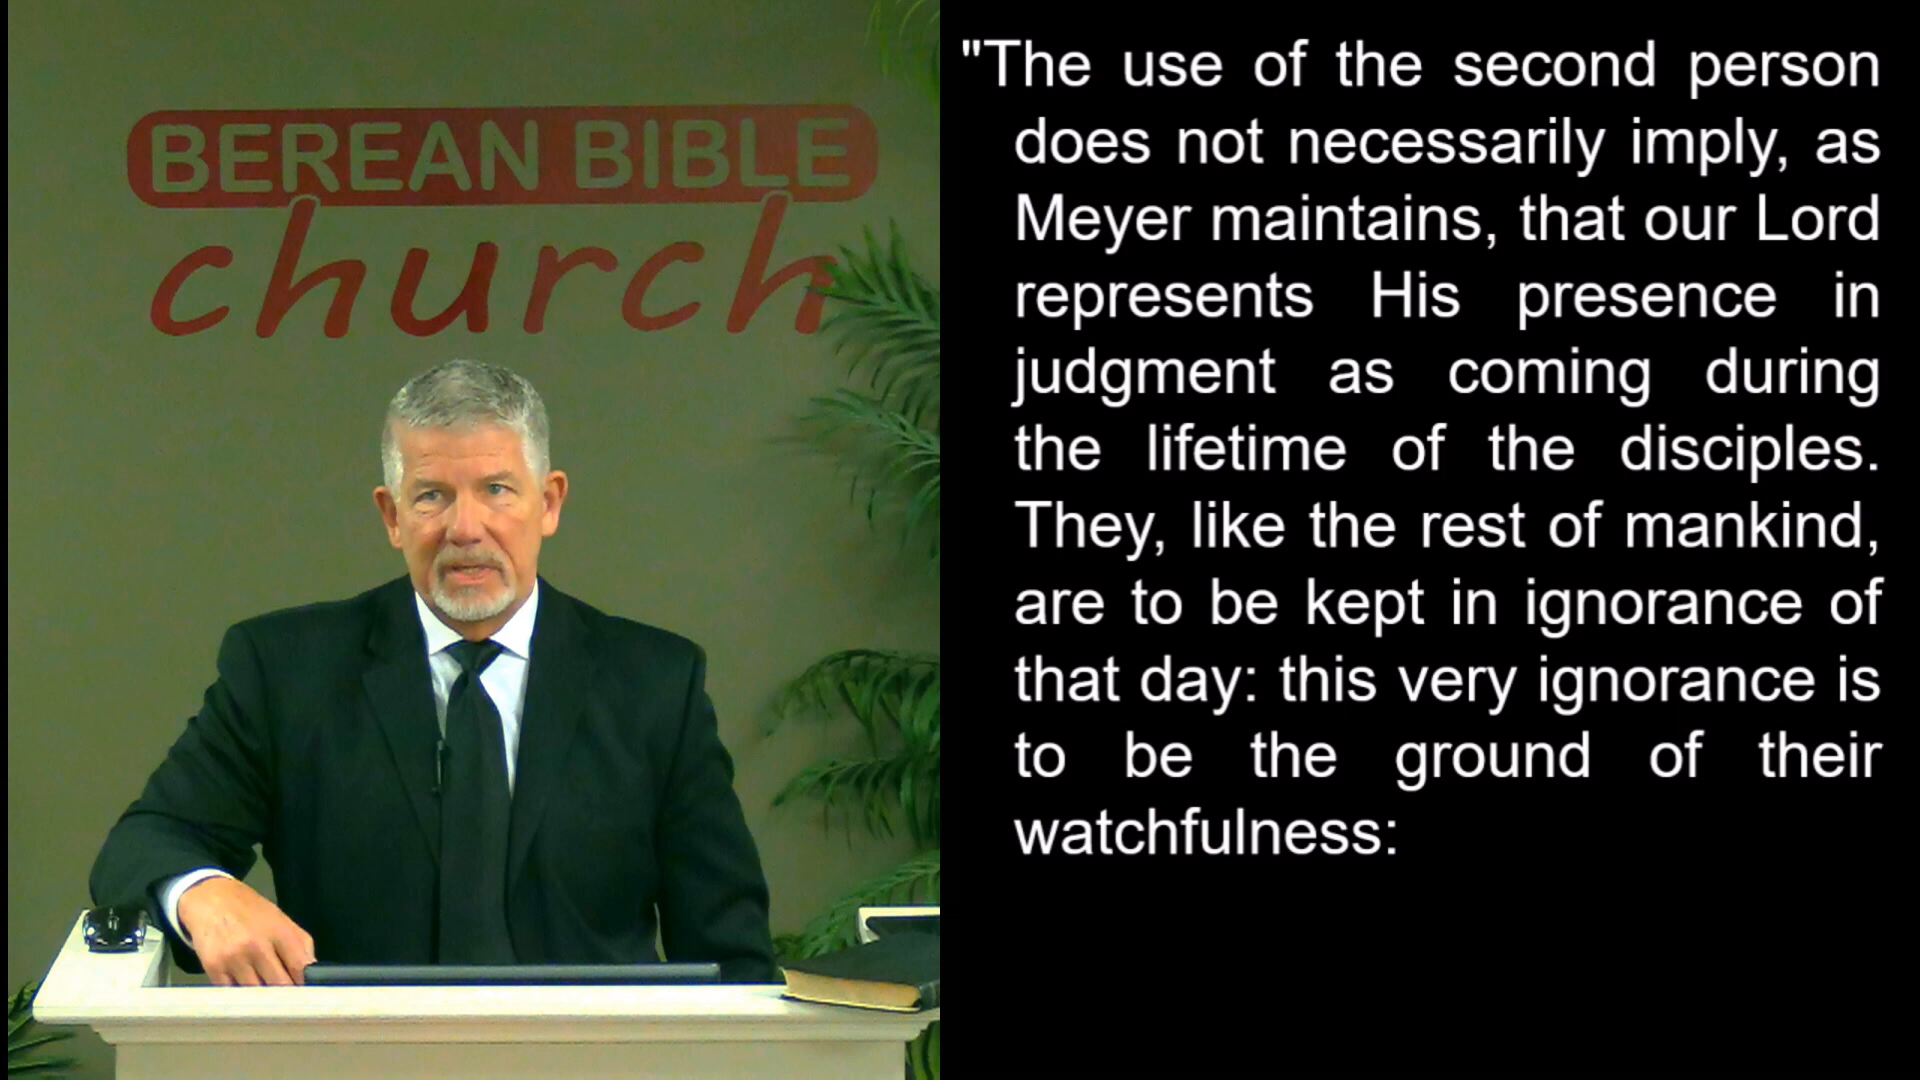 BEREAN BIBLE
church
"The use of the second person
does not necessarily imply, as
Meyer maintains, that our Lord
represents His presence in
judgment as coming during
the lifetime of the disciples.
They, like the rest of mankind,
are to be kept in ignorance of
that day: this very ignorance is
to be the ground of their
watchfulness: